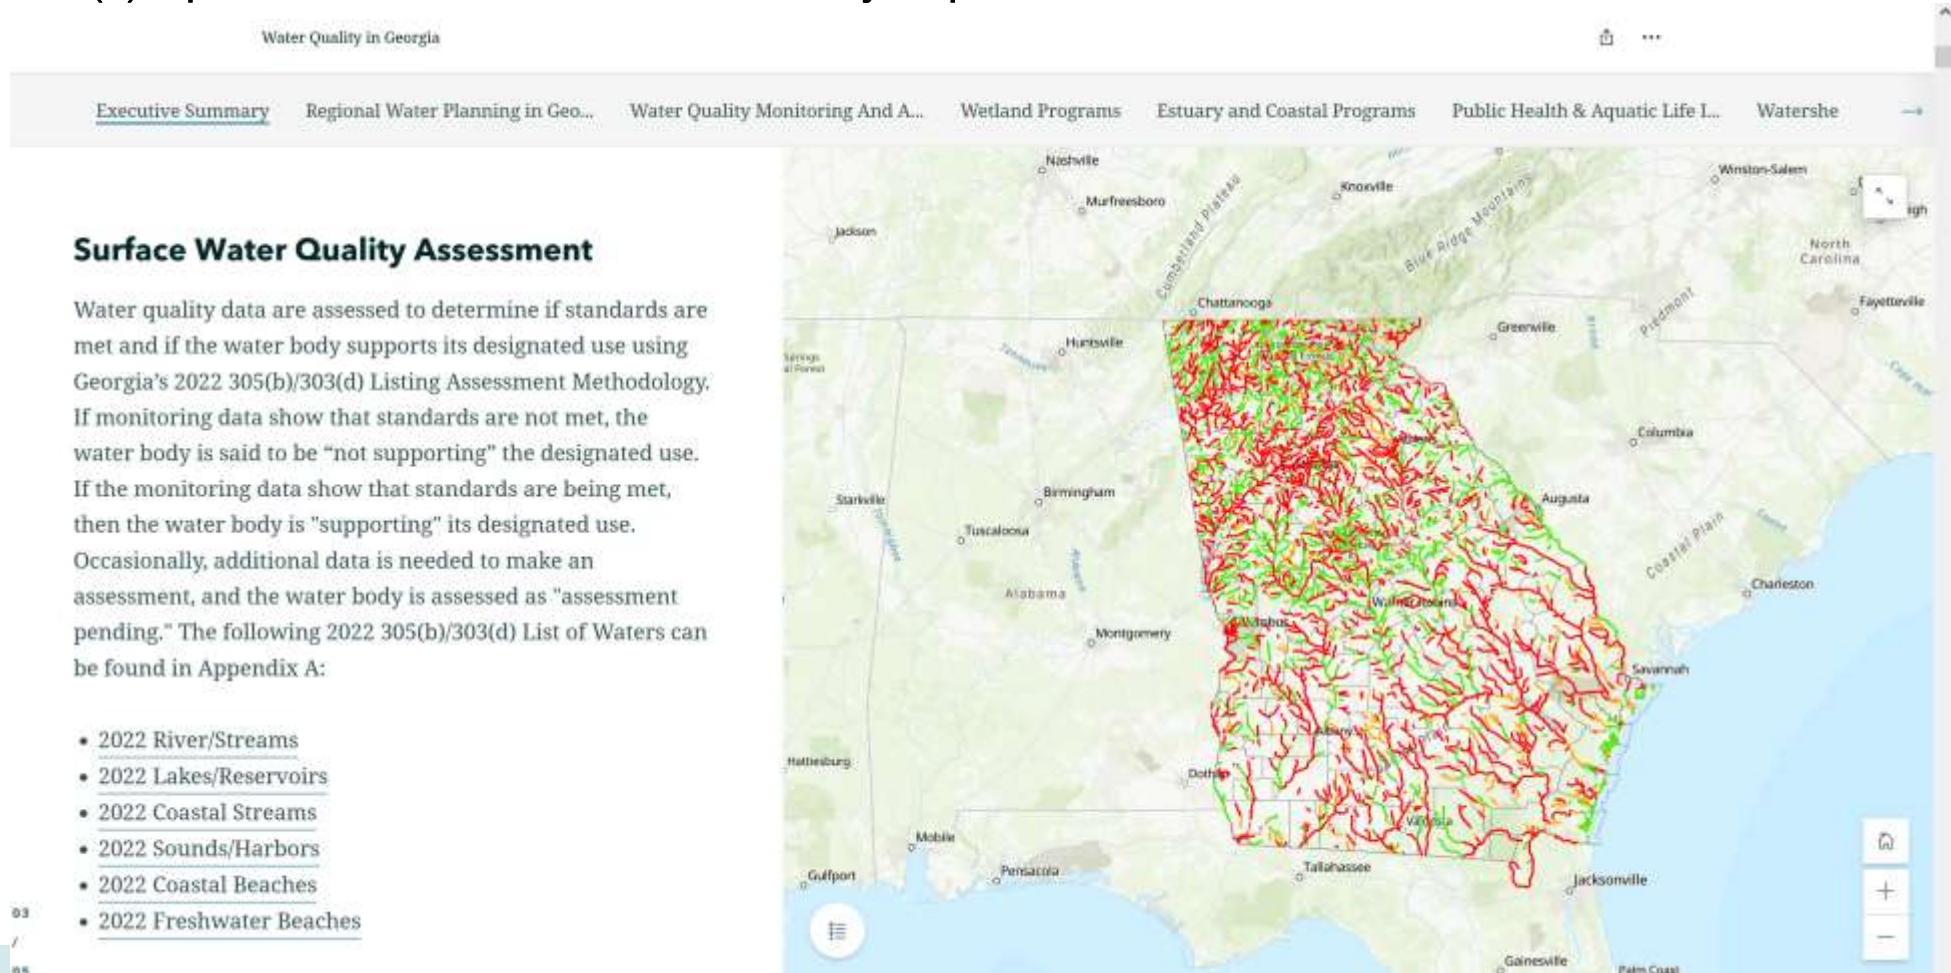 Water Quality in Georgia
Executive Summary
Regional Water Planning in Geo...
Water Quality Monitoring And A...
Wetland Programs
Estuary and Coastal Programs
Public Health & Aquatic Life I...
Watershe
Surface Water Quality Assessment
Water quality data are assessed to determine if standards are
met and if the water body supports its designated use using
Georgia's 2022 305(b)/303(d) Listing Assessment Methodology.
If monitoring data show that standards are not met, the
water body is said to be “not supporting" the designated use.
If the monitoring data show that standards are being met,
then the water body is "supporting" its designated use.
Occasionally, additional data is needed to make an
assessment, and the water body is assessed as "assessment
pending." The following 2022 305(b)/303(d) List of Waters can
be found in Appendix A:
• 2022 River/Streams
• 2022 Lakes/Reservoirs
• 2022 Coastal Streams
• 2022 Sounds/Harbors
• 2022 Coastal Beaches
• 2022 Freshwater Beaches
03
/
05
Nashville
Murfreesboro
Knoxville
Winston-Salem
Jackson
Cumberland Plateau
Blue Ridge Mountains
North
Carolina
Chattanooga
Piedmont
Fayetteville
Greenville
Huntsville
Columbia
Starkville
Birmingham
Augusta
Tuscaloosa
Coastal Plain
Alabama
Charleston
Montgomery
Savannah
Albany
Hattiesburg
Dothan
Valdosta
Mobile
Gulfport
Pensacola
Tallahassee
Jacksonville
Gainesville
Palm Coast